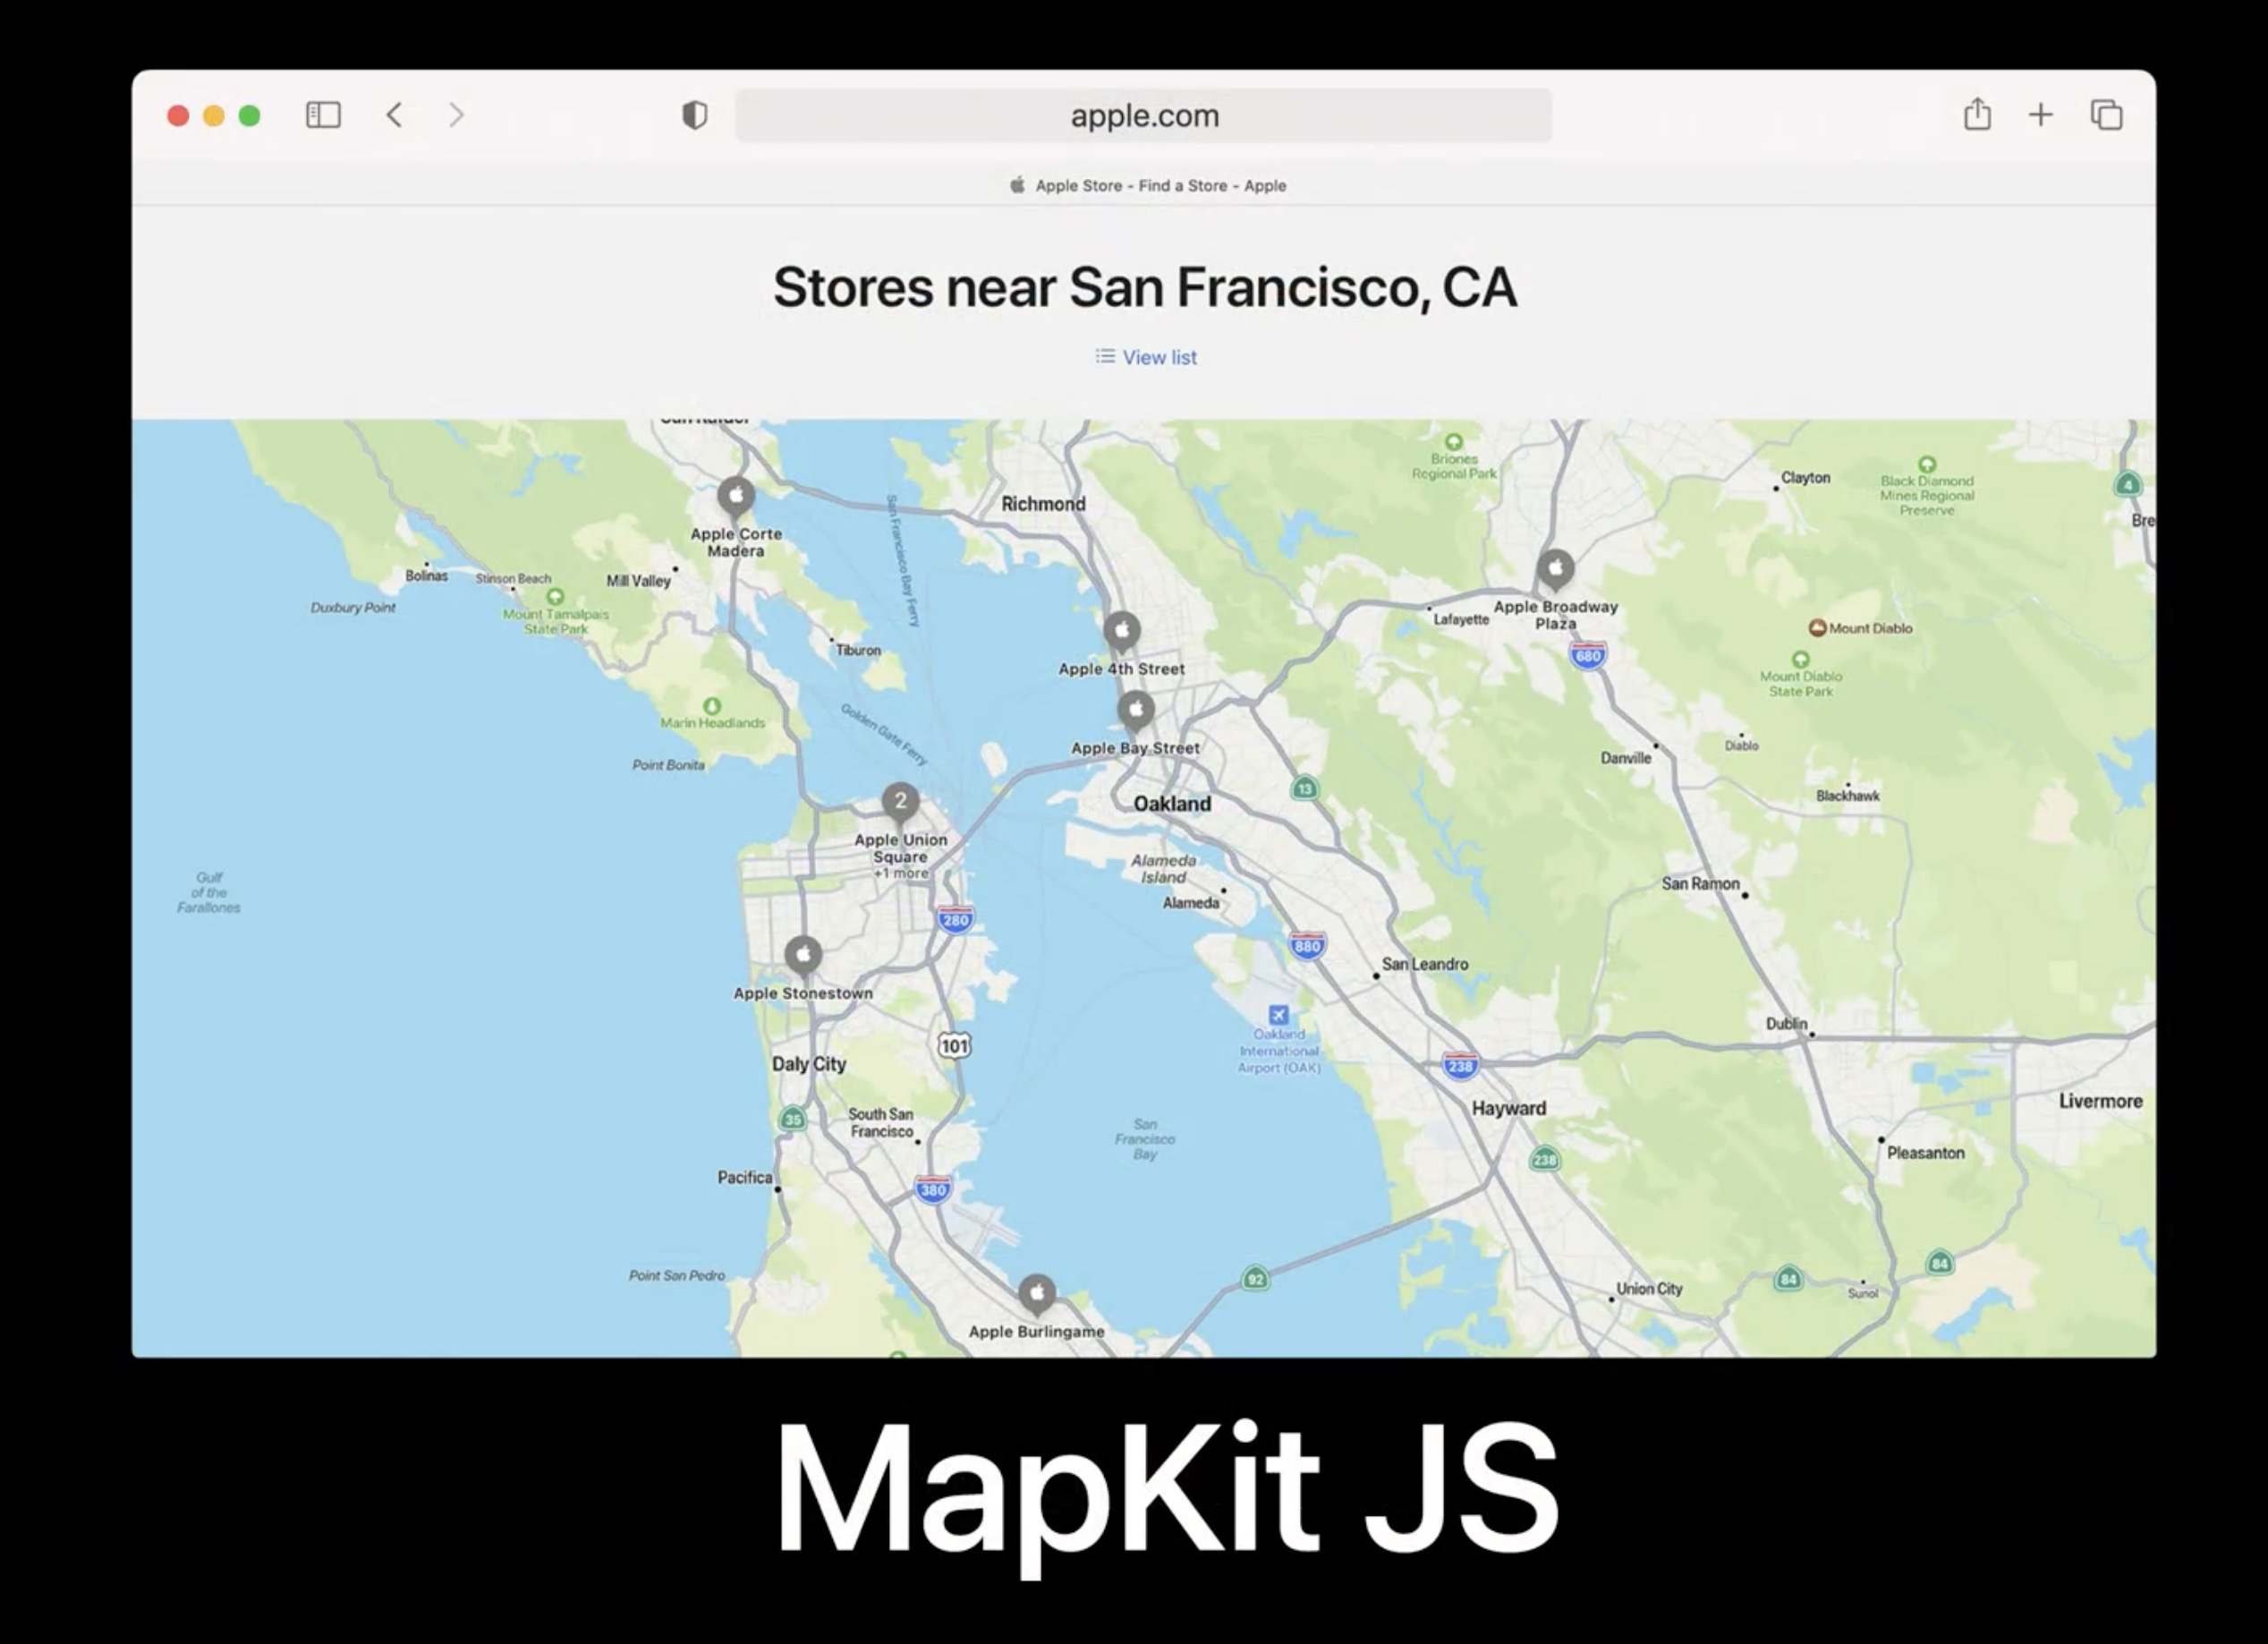 apple.com
Apple Store - Find a Store - Apple
Stores near San Francisco, CA
View list
Richmond
Briones
Regional Park
Clayton
Black Diamond
Mines Regional
Preserve
4
Bre
Apple Corte
Madera
San Francisco Bay Ferry
Bolinas
Stinson Beach
Mill Valley
Duxbury Point
Mount Tamalpais
State Park
Tiburon
Apple 4th Street
Lafayette
Apple Broadway
Plaza
680
Mount Diablo
Mount Diablo
State Park
Marin Headlands
Golden Gate Ferry
Point Bonita
Apple Bay Street
Danville
Diablo
Blackhawk
13
Oakland
2
Apple Union
Square
+1 more
Alameda
Island
Alameda
Gulf
of the
Farallones
San Ramon
280
880
San Leandro
Apple Stonestown
Oakland
International
Airport (OAK)
Dublin
101
Daly City
238
Hayward
Livermore
35
South San
Francisco
San
Francisco
Bay
Pleasanton
238
Pacifica
380
Point San Pedro
92
Union City
84
Sunol
84
Apple Burlingame
MapKit JS